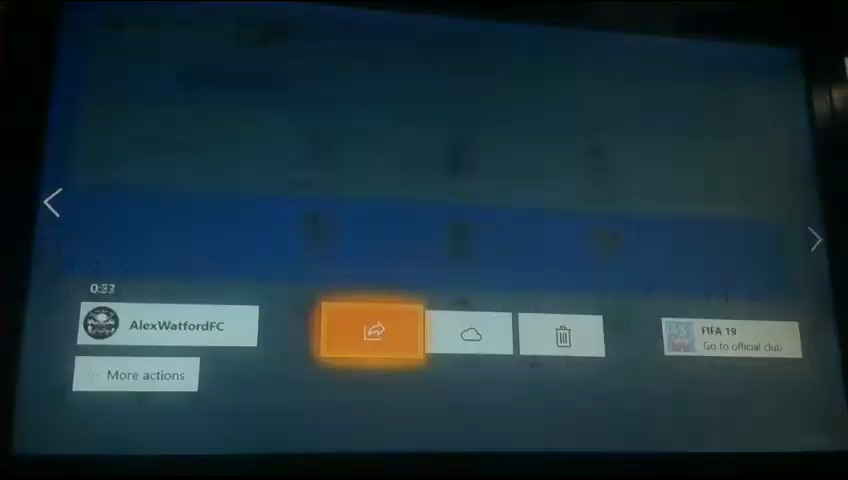 0:33
AlexWatfordFC
More actions
FIFA 19
Go to official club